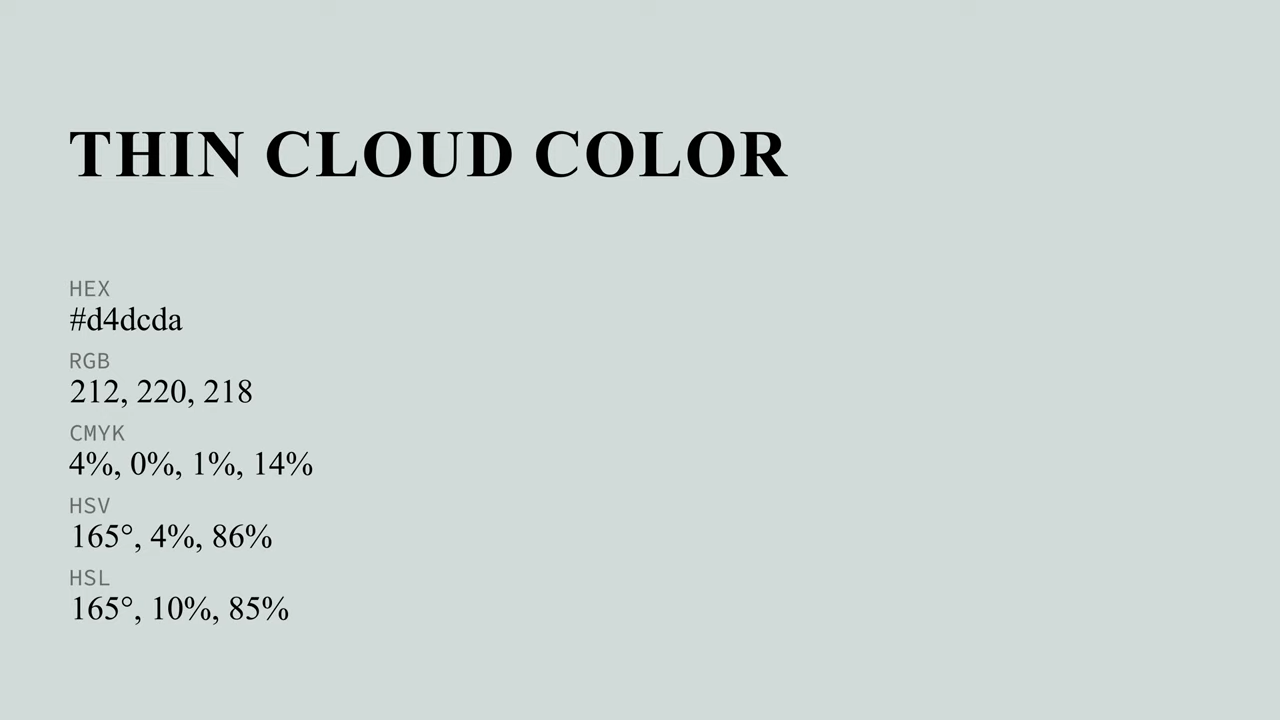 THIN CLOUD COLOR
HEX
#d4dcda
RGB
212, 220, 218
CMYK
4%, 0%, 1%, 14%
HSV
165°, 4%, 86%
HSL
165°, 10%, 85%